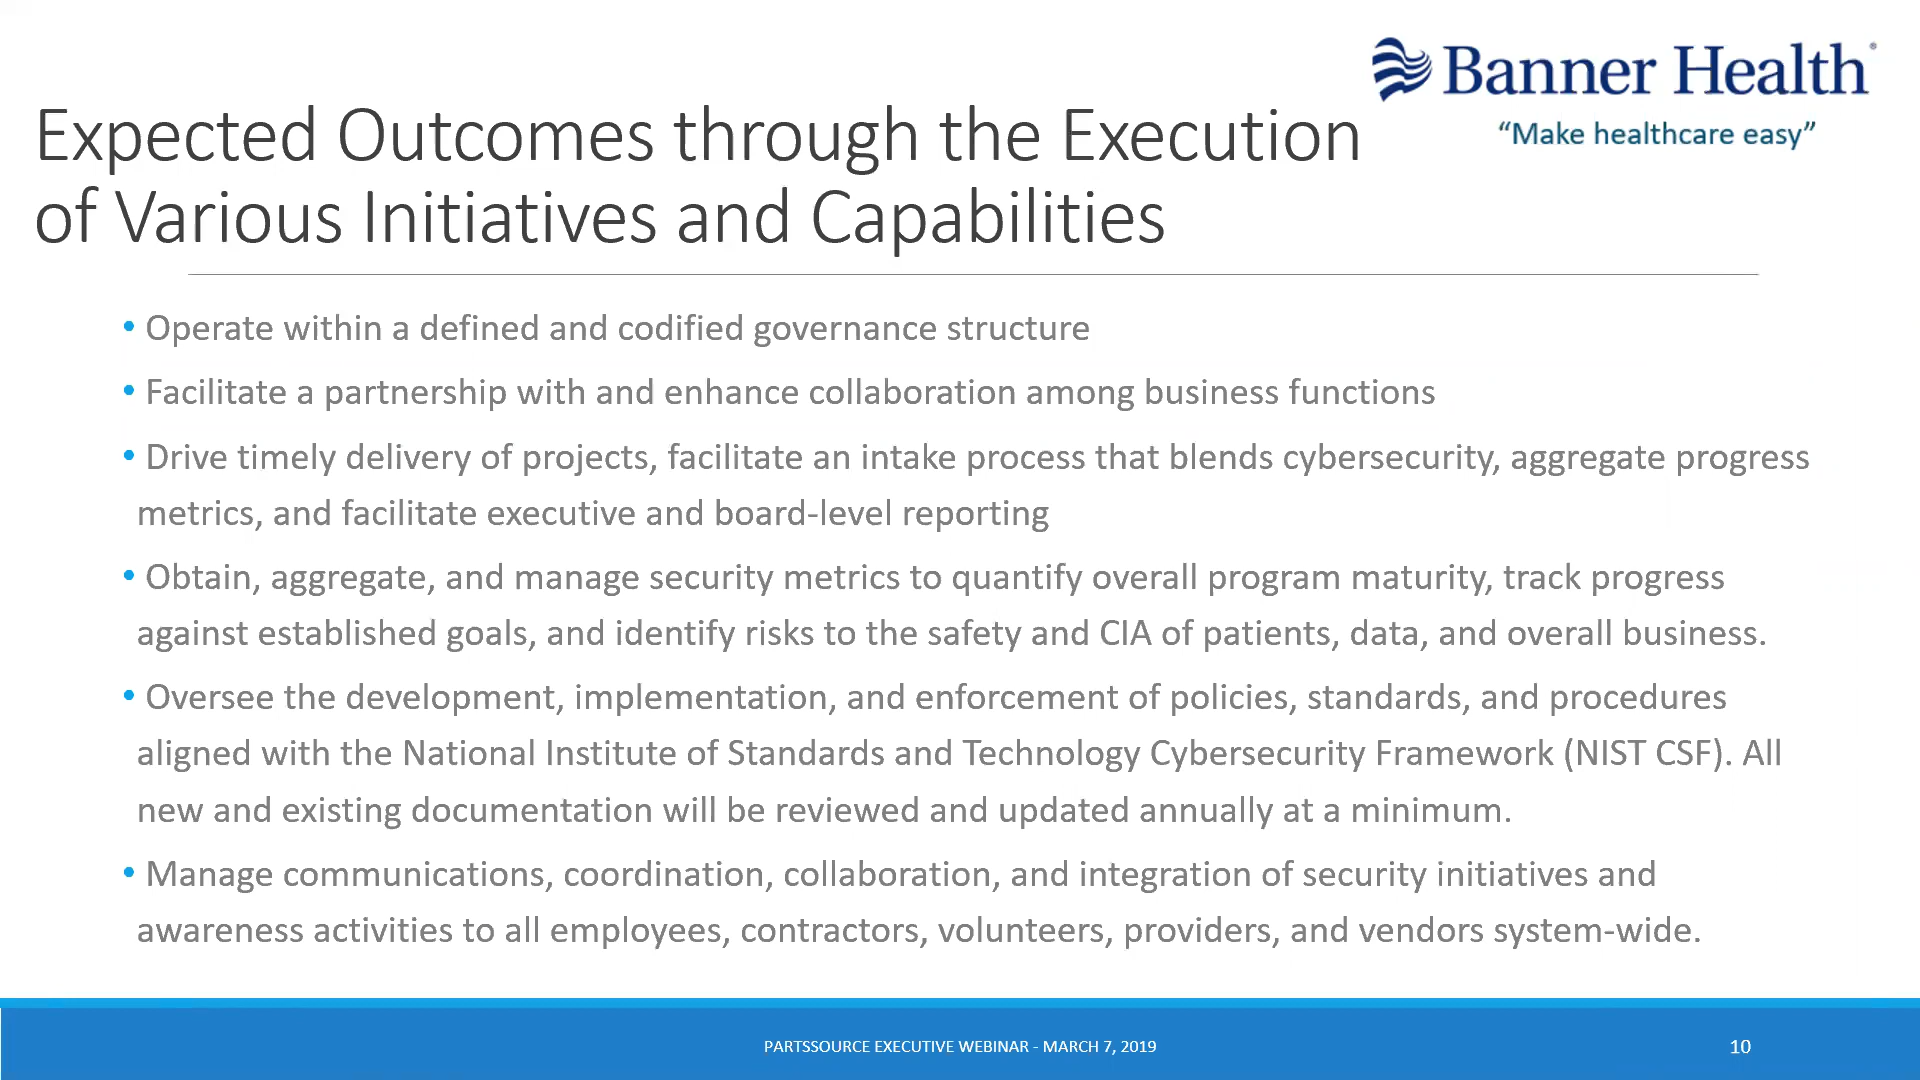 Banner Health®
"Make healthcare easy"
Expected Outcomes through the Execution
of Various Initiatives and Capabilities
• Operate within a defined and codified governance structure
• Facilitate a partnership with and enhance collaboration among business functions
• Drive timely delivery of projects, facilitate an intake process that blends cybersecurity, aggregate progress
metrics, and facilitate executive and board-level reporting
• Obtain, aggregate, and manage security metrics to quantify overall program maturity, track progress
against established goals, and identify risks to the safety and CIA of patients, data, and overall business.
• Oversee the development, implementation, and enforcement of policies, standards, and procedures
aligned with the National Institute of Standards and Technology Cybersecurity Framework (NIST CSF). All
new and existing documentation will be reviewed and updated annually at a minimum.
• Manage communications, coordination, collaboration, and integration of security initiatives and
awareness activities to all employees, contractors, volunteers, providers, and vendors system-wide.
PARTSSOURCE EXECUTIVE WEBINAR - MARCH 7, 2019
10